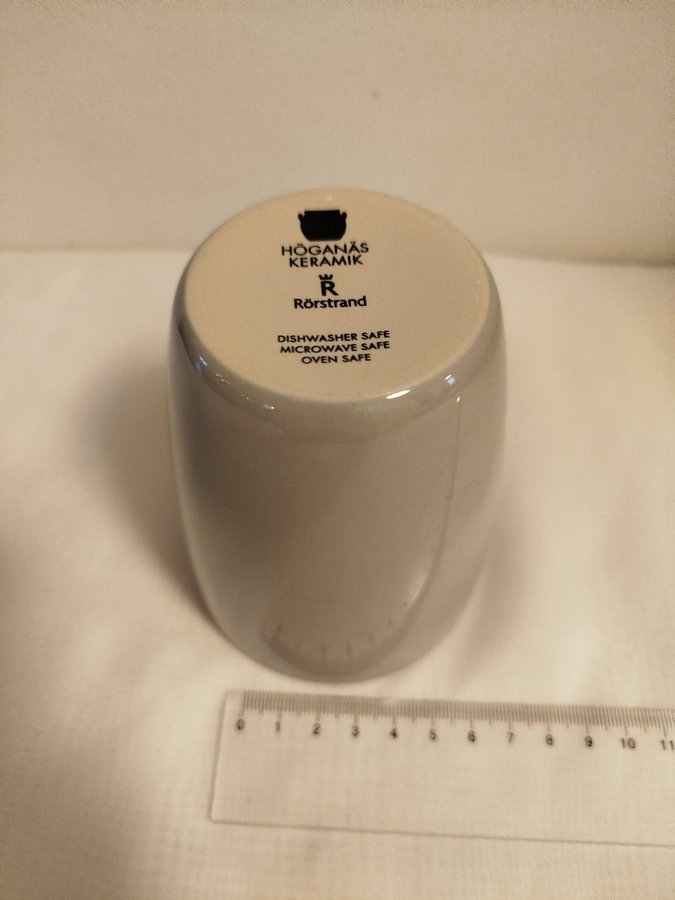 HÖGANÄS
KERAMIK
R
Rörstrand
DISHWASHER SAFE
MICROWAVE SAFE
OVEN SAFE
0 1 2 3 4 5 6 7 8 9 10 11